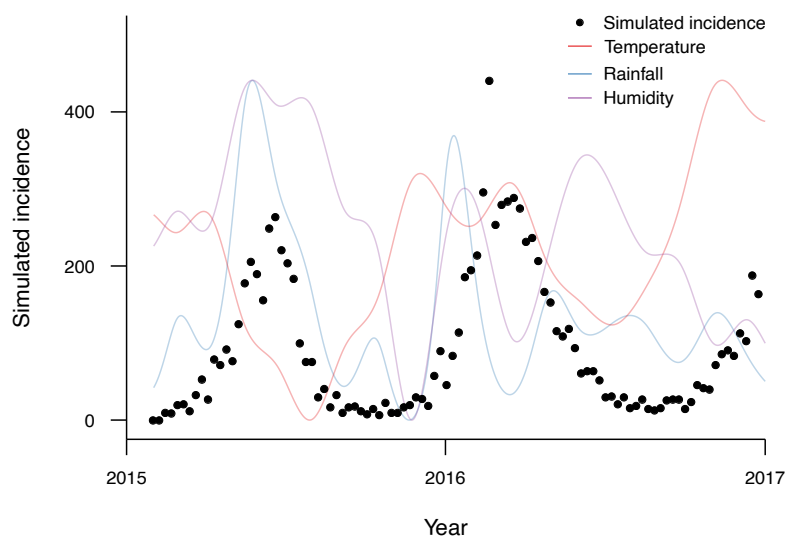 Simulated incidence
Temperature
Rainfall
Humidity
400
200
0
Simulated incidence
2015
2016
2017
Year